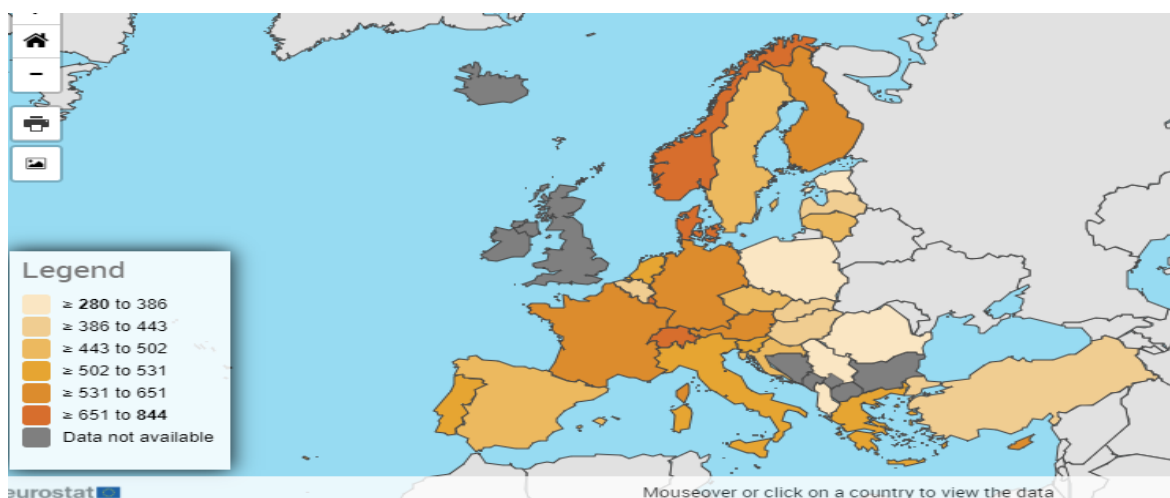 Legend
≥ 280 to 386
≥ 386 to 443
≥ 443 to 502
≥ 502 to 531
≥ 531 to 651
≥ 651 to 844
Data not available
eurostat
Mouseover or click on a country to view the data